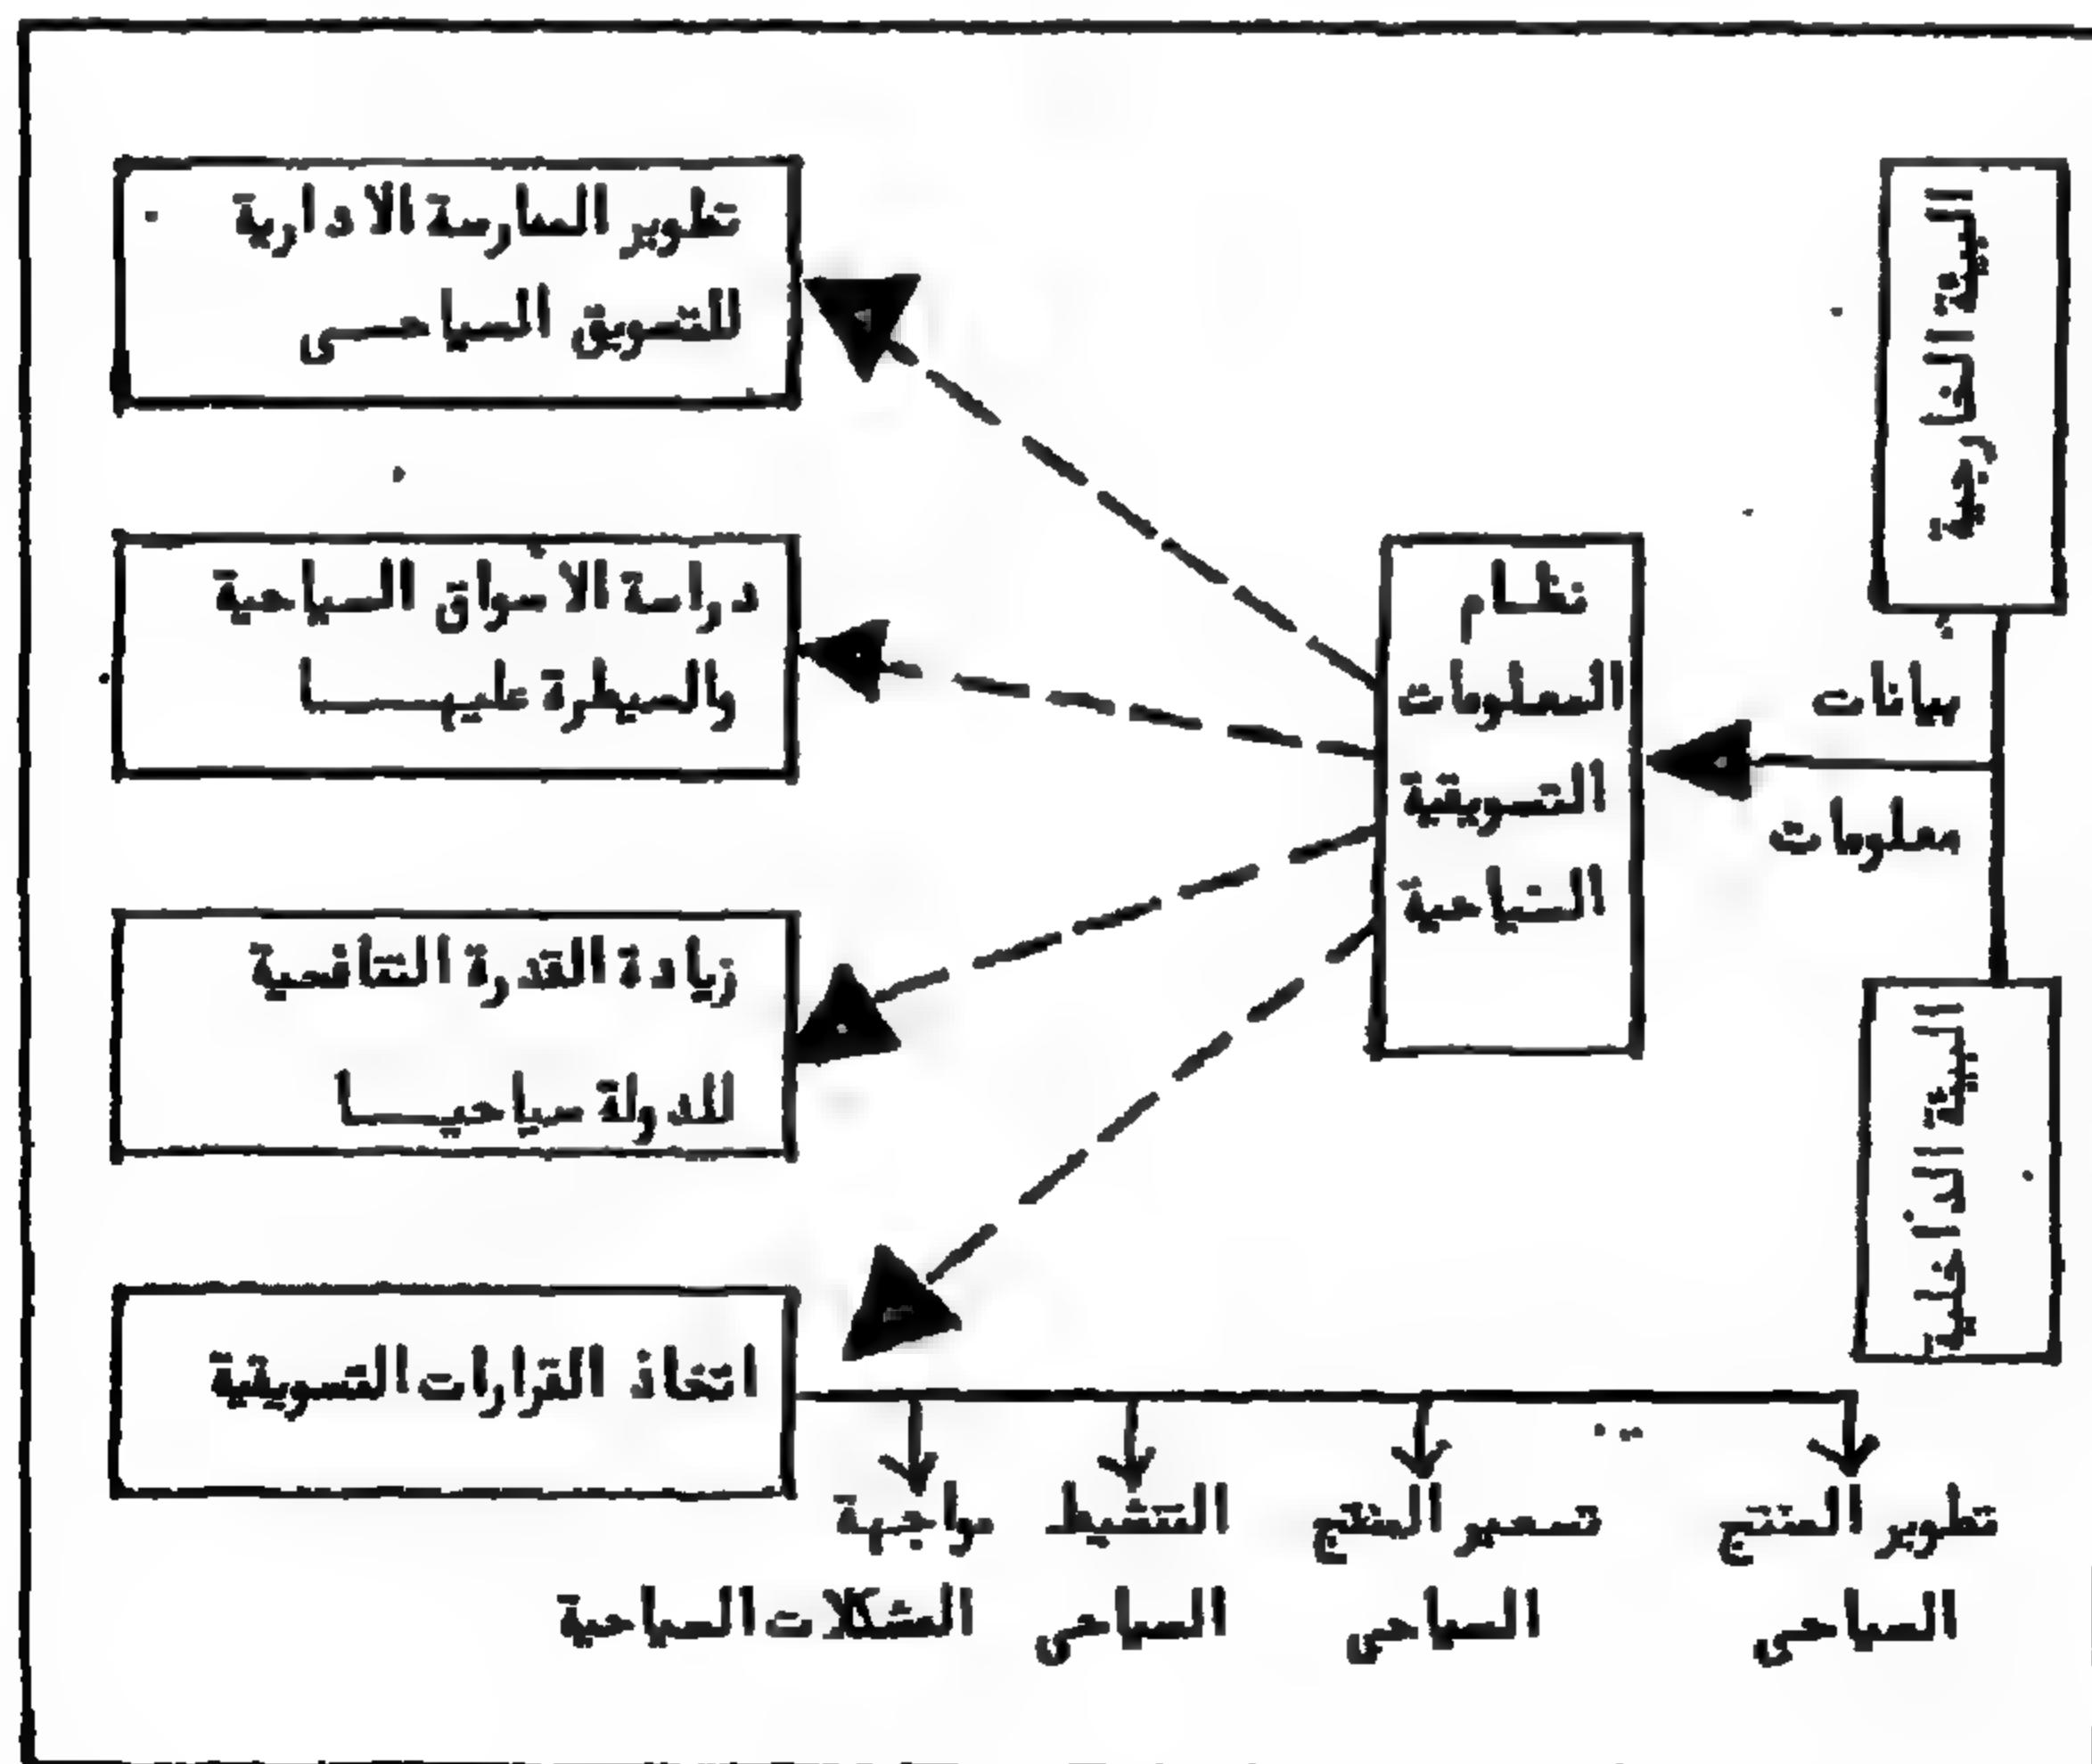 البيئة الخارجية
بيانات
معلومات
البيئة الداخلية
نظام
المعلومات
التسويقية
السياحية
تطوير الممارسة الادارية
للتسويق السياحى
دراسة الاسواق السياحية
والسيطرة عليها
زيادة القدرة التنافسية
للدولة سياحيا
اتخاذ القرارات التسويقية
تطوير المنتج
السياحى
تسعير المنتج
السياحى
التنشيط
السياحى
مواجهة
المشكلات السياحية